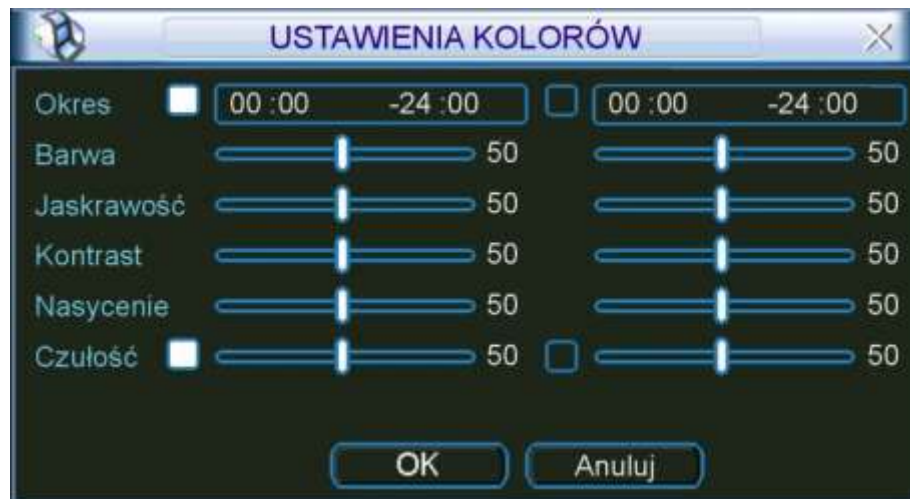 USTAWIENIA KOLORÓW
Okres 00 :00 -24 :00 00 :00 -24 :00
Barwa 50 50
Jaskrawość 50 50
Kontrast 50 50
Nasycenie 50 50
Czułość 50 50
OK Anuluj